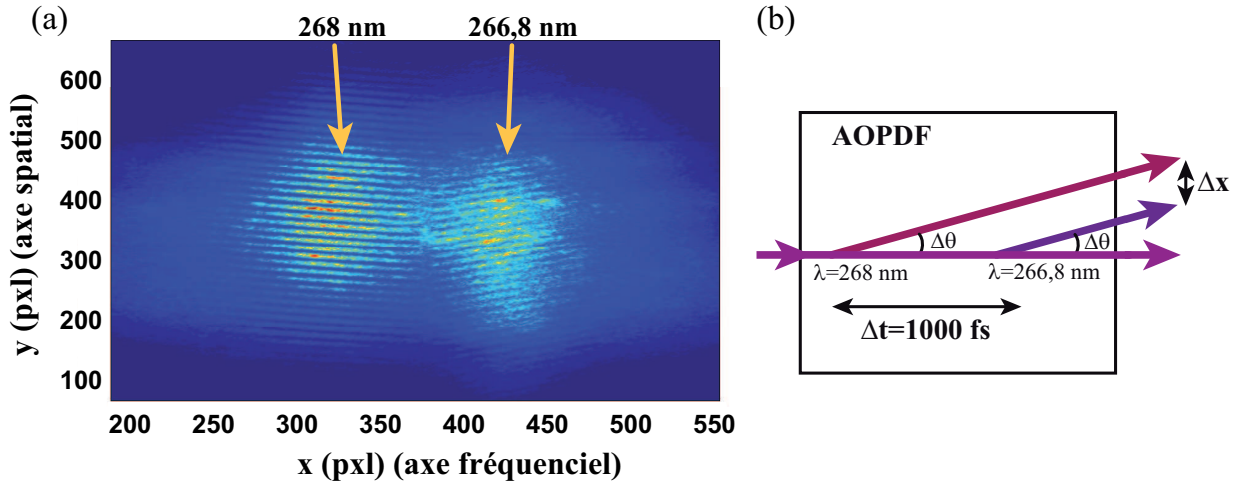 (a)
268 nm
266,8 nm
y (pxl) (axe spatial)
600
500
400
300
200
100
200
250
300
350
400
450
500
550
x (pxl) (axe fréquenciel)
(b)
AOPDF
Δx
Δθ
Δθ
λ=268 nm
λ=266,8 nm
Δt=1000 fs